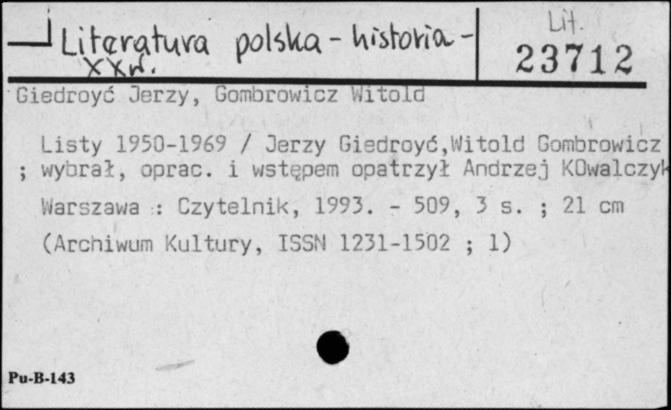 Literatura polska - historia -
XXw.
Lit.
23712
Giedroyć Jerzy, Gombrowicz Witold
Listy 1950-1969 / Jerzy Giedroyć,Witold Gombrowicz
; wybrał, oprac. i wstępem opatrzył Andrzej KOwalczyk
Warszawa : Czytelnik, 1993. - 509, 3 s. ; 21 cm
(Archiwum Kultury, ISSN 1231-1502 ; 1)
Pu-B-143